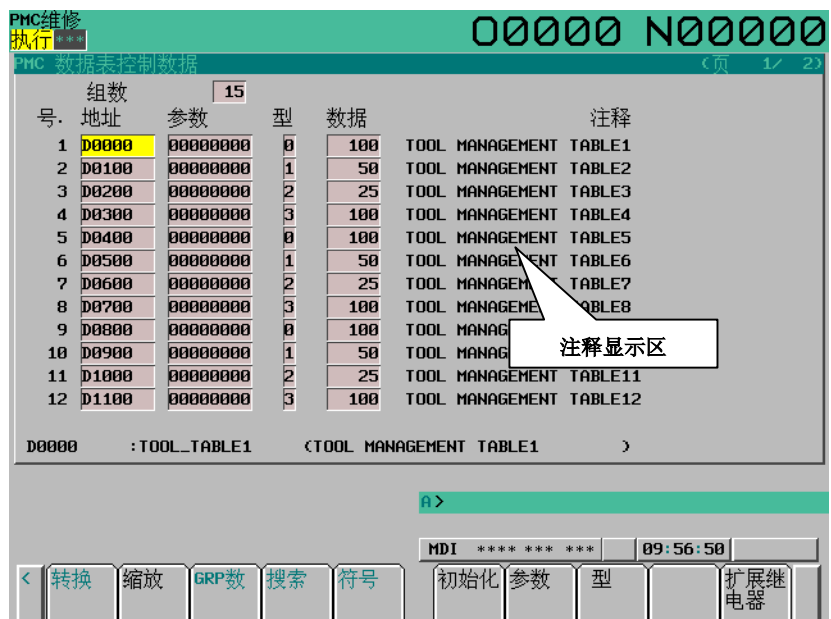 PMC维修
O0000 N00000
执行***
PMC 数据表控制数据 (页 1/ 2)
组数 15
号. 地址 参数 型 数据 注释
1 D0000 00000000 0 100 TOOL MANAGEMENT TABLE1
2 D0100 00000000 1 50 TOOL MANAGEMENT TABLE2
3 D0200 00000000 2 25 TOOL MANAGEMENT TABLE3
4 D0300 00000000 3 100 TOOL MANAGEMENT TABLE4
5 D0400 00000000 0 100 TOOL MANAGEMENT TABLE5
6 D0500 00000000 1 50 TOOL MANAGEMENT TABLE6
7 D0600 00000000 2 25 TOOL MANAGEMENT TABLE7
8 D0700 00000000 3 100 TOOL MANAGEME ABLE8
9 D0800 00000000 0 100 TOOL MANAG
10 D0900 00000000 1 50 TOOL MANAG
注释显示区
11 D1000 00000000 2 25 TOOL MANAGEMENT TABLE11
12 D1100 00000000 3 100 TOOL MANAGEMENT TABLE12
D0000 :TOOL_TABLE1 (TOOL MANAGEMENT TABLE1 )
A>
MDI **** *** *** 09:56:50
< 转换 缩放 GRP数 搜索 符号 初始化 参数 型 扩展继
电器